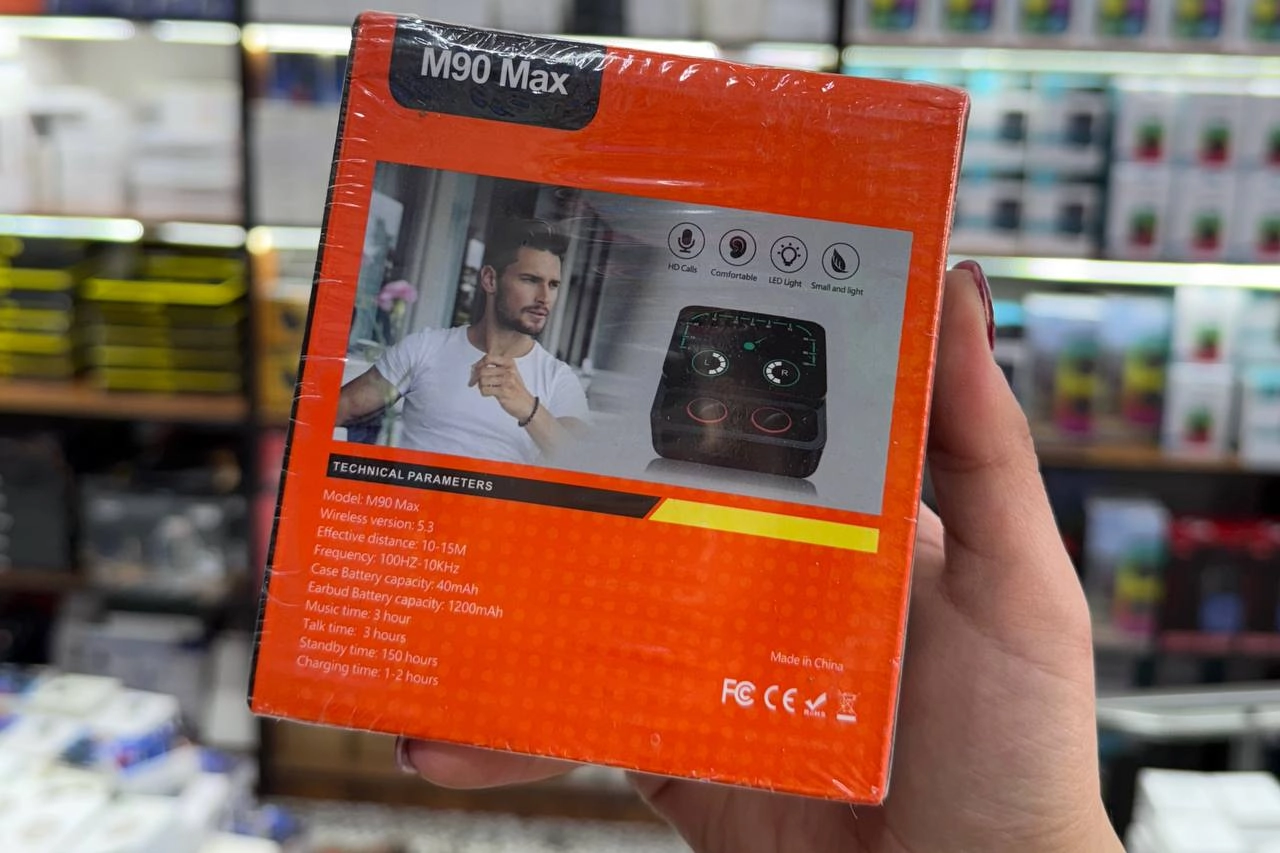 M90 Max
HD Calls
Comfortable
LED Light
Small and light
L
R
TECHNICAL PARAMETERS
Model: M90 Max
Wireless version: 5.3
Effective distance: 10-15M
Frequency: 100HZ-10KHz
Case Battery capacity: 40mAh
Earbud Battery capacity: 1200mAh
Music time: 3 hour
Talk time: 3 hours
Standby time: 150 hours
Charging time: 1-2 hours
Made in China
FC CE RoHS